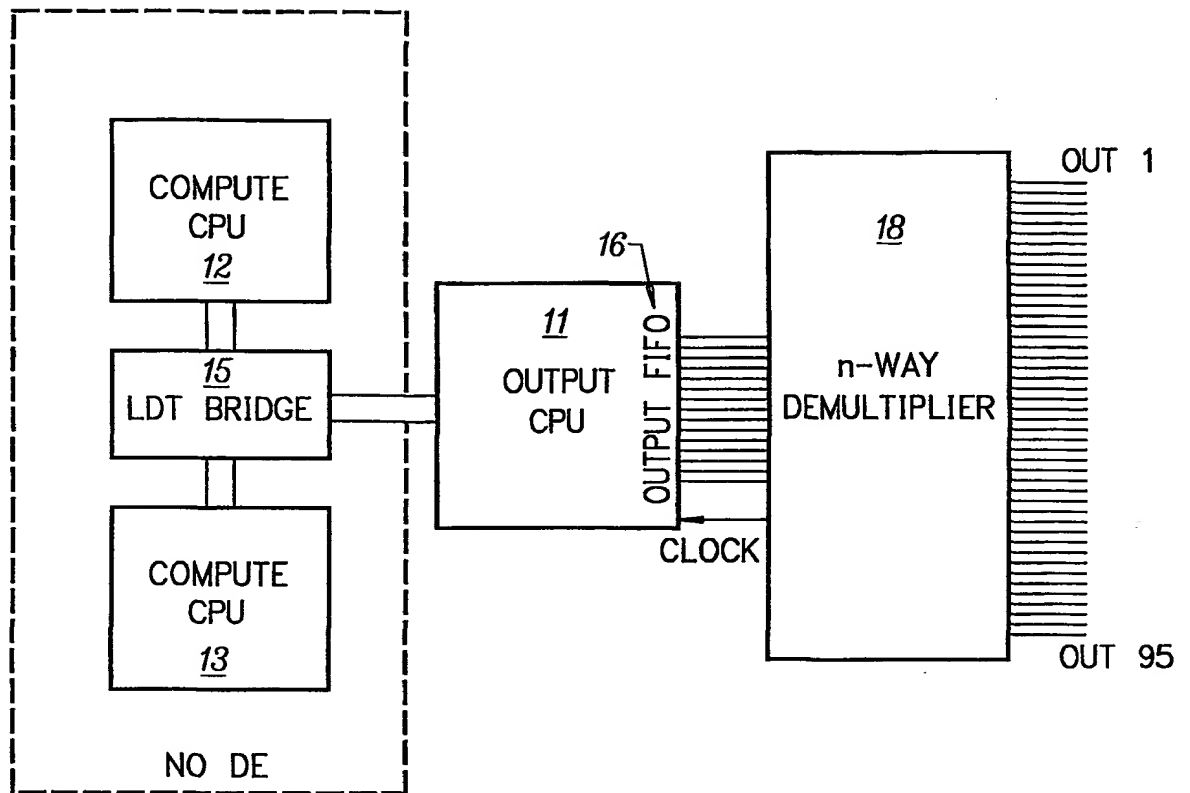 COMPUTE
CPU
12
15
LDT BRIDGE
COMPUTE
CPU
13
NO DE
11
OUTPUT
CPU
16
OUTPUT FIFO
CLOCK
18
n-WAY
DEMULTIPLIER
OUT 1
OUT 95